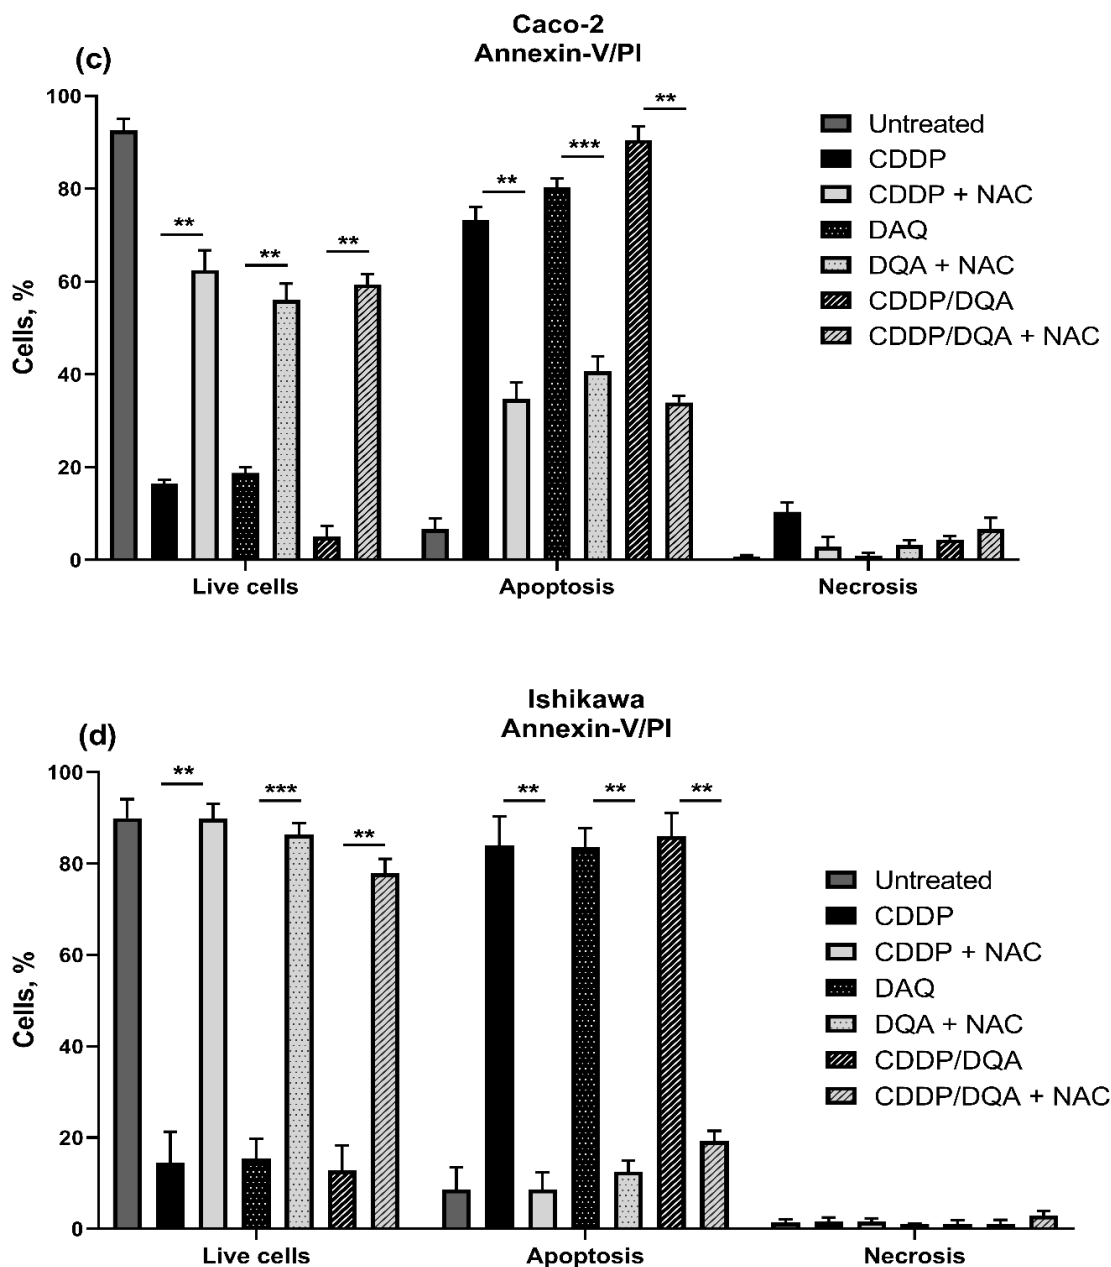 Caco-2
Annexin-V/PI
(c)
100
80
60
40
20
0
Cells, %
**
**
**
**
***
**
Untreated
CDDP
CDDP + NAC
DAQ
DQA + NAC
CDDP/DQA
CDDP/DQA + NAC
Live cells
Apoptosis
Necrosis
Ishikawa
Annexin-V/PI
(d)
100
80
60
40
20
0
Cells, %
**
***
**
**
**
**
Untreated
CDDP
CDDP + NAC
DAQ
DQA + NAC
CDDP/DQA
CDDP/DQA + NAC
Live cells
Apoptosis
Necrosis